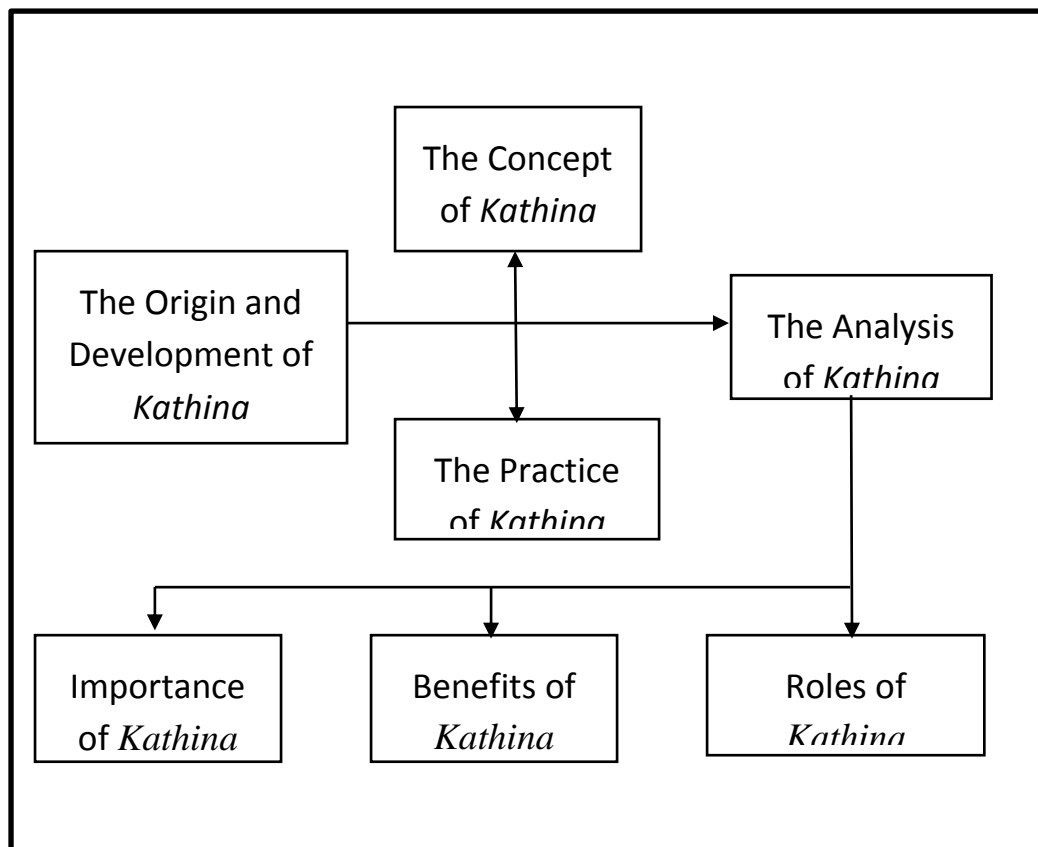 The Concept
of Kathina
The Origin and
Development of
Kathina
The Analysis
of Kathina
The Practice
of Kathina
Importance
of Kathina
Benefits of
Kathina
Roles of
Kathina